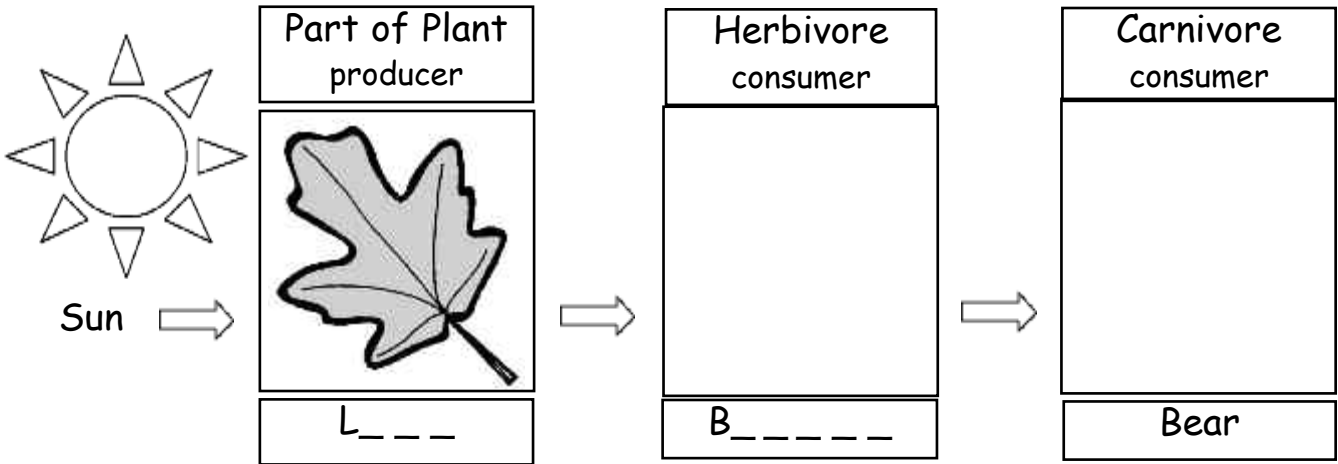 Part of Plant
producer
Herbivore
consumer
Carnivore
consumer
Sun
L_ _ _
B_ _ _ _ _
Bear